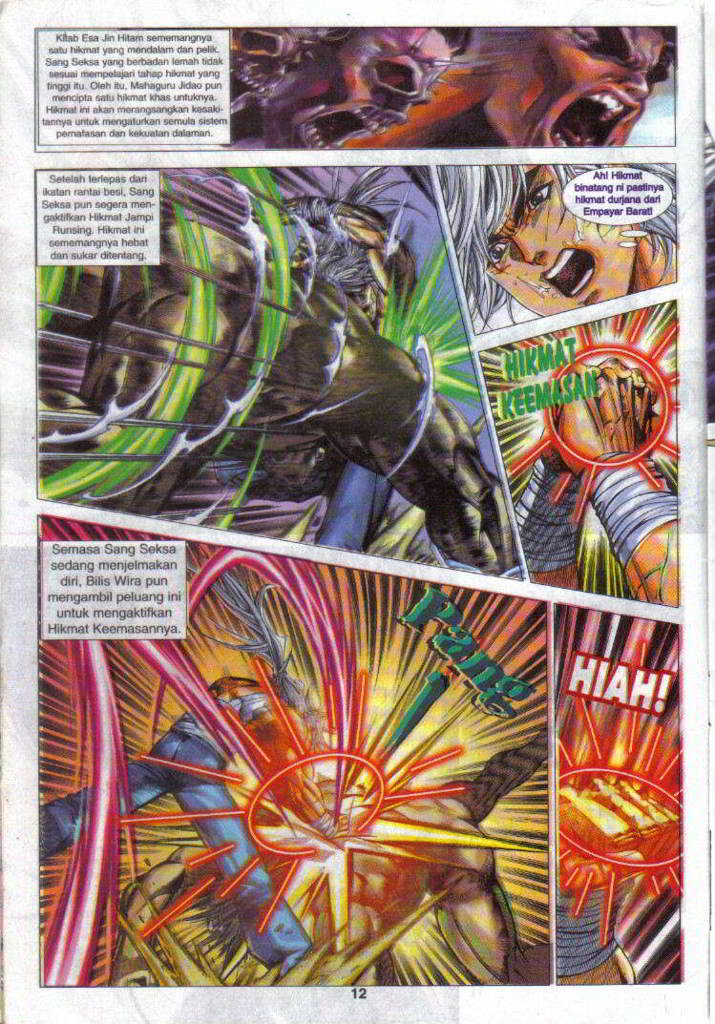 Kitab Esa Jin Hitam sememangnya
satu hikmat yang mendalam dan pelik.
Sang Seksa yang berbadan lemah tidak
sesuai mempelajari tahap hikmat yang
tinggi itu. Oleh itu, Mahaguru Jidao pun
mencipta satu hikmat khas untuknya.
Hikmat ini akan merangsangkan kesaki-
tannya untuk mengaturkan semula sistem
pernafasan dan kekuatan dalaman.
Setelah terlepas dari
ikatan rantai besi, Sang
Seksa pun segera men-
gaktifkan Hikmat Jampi
Runsing. Hikmat ini
sememangnya hebat
dan sukar ditentang.
Ah! Hikmat
binatang ni pastinya
hikmat durjana dari
Empayar Barat!
HIKMAT
KEEMASAN
Semasa Sang Seksa
sedang menjelmakan
diri, Bilis Wira pun
mengambil peluang ini
untuk mengaktifkan
Hikmat Keemasannya.
Pang!
HIAH!
12